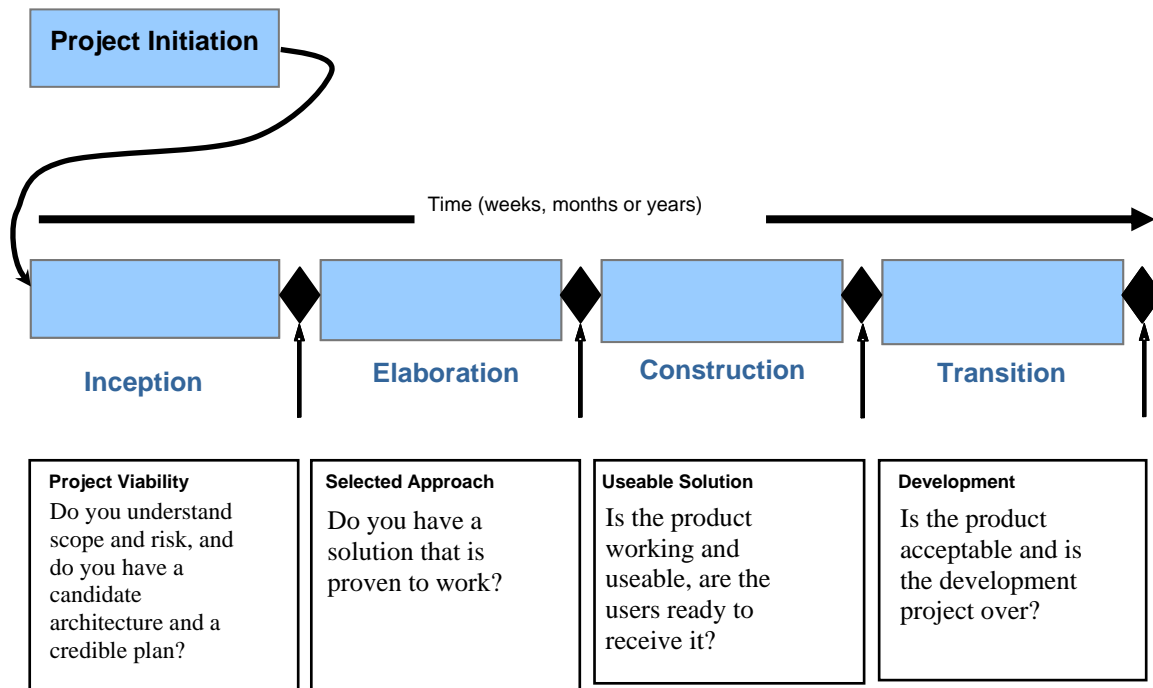 Project Initiation
Time (weeks, months or years)
Inception
Elaboration
Construction
Transition
Project Viability
Do you understand
scope and risk, and
do you have a
candidate
architecture and a
credible plan?
Selected Approach
Do you have a
solution that is
proven to work?
Useable Solution
Is the product
working and
useable, are the
users ready to
receive it?
Development
Is the product
acceptable and is
the development
project over?